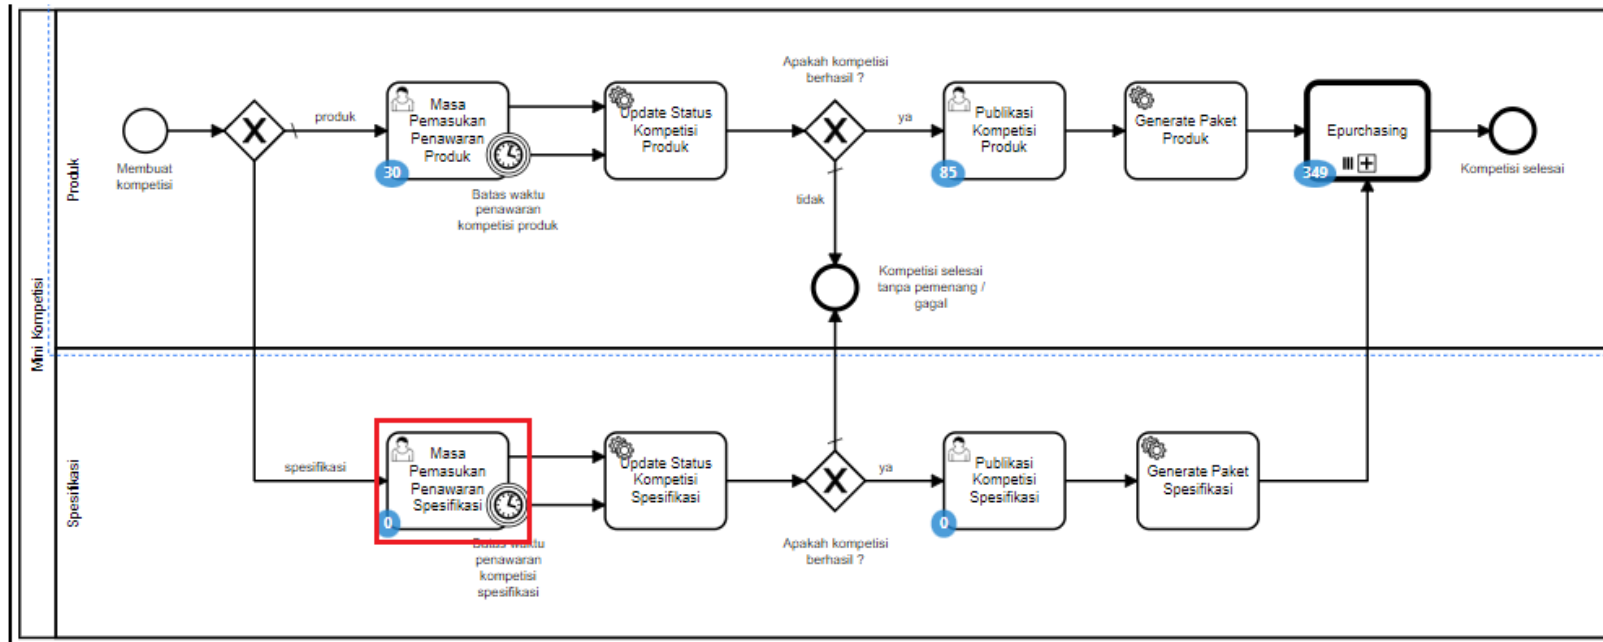 Mini Kompetisi
Produk
Membuat
kompetisi
produk
Masa
Pemasukan
Penawaran
Produk
30
Batas waktu
penawaran
kompetisi produk
Update Status
Kompetisi
Produk
Apakah kompetisi
berhasil ?
ya
tidak
Publikasi
Kompetisi
Produk
85
Generate Paket
Produk
Epurchasing
349
Kompetisi selesai
Kompetisi selesai
tanpa pemenang /
gagal
Spesifikasi
spesifikasi
Masa
Pemasukan
Penawaran
Spesifikasi
0
Batas waktu
penawaran
kompetisi
spesifikasi
Update Status
Kompetisi
Spesifikasi
Apakah kompetisi
berhasil ?
ya
Publikasi
Kompetisi
Spesifikasi
0
Generate Paket
Spesifikasi